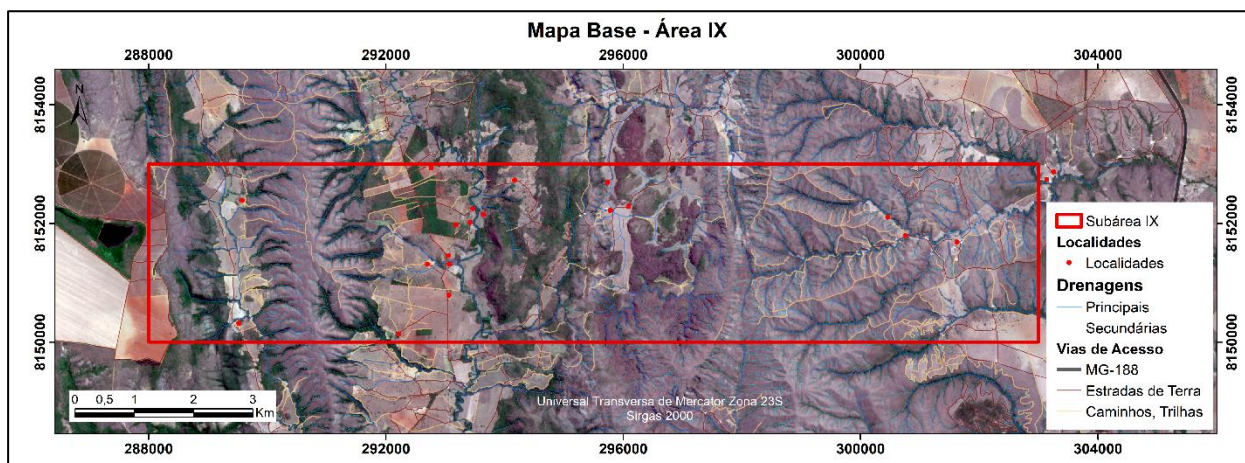 Mapa Base - Área IX
288000 292000 296000 300000 304000
8154000 8154000
N
8152000 8152000
8150000 8150000
Subárea IX
Localidades
Localidades
Drenagens
Principais
Secundárias
Vias de Acesso
MG-188
Estradas de Terra
Caminhos, Trilhas
0 0,5 1 2 3
Km
Universal Transversa de Mercator Zona 23S
Sirgas 2000
288000 292000 296000 300000 304000